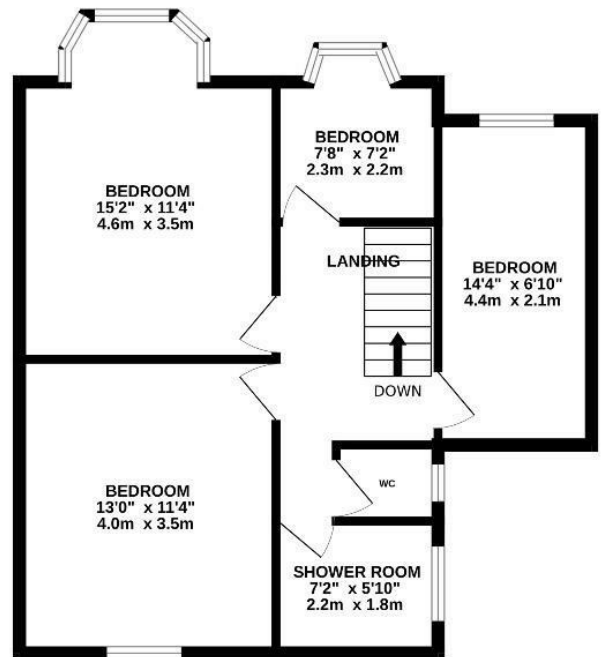 BEDROOM
15'2" x 11'4"
4.6m x 3.5m
BEDROOM
7'8" x 7'2"
2.3m x 2.2m
BEDROOM
14'4" x 6'10"
4.4m x 2.1m
LANDING
DOWN
BEDROOM
13'0" x 11'4"
4.0m x 3.5m
WC
SHOWER ROOM
7'2" x 5'10"
2.2m x 1.8m